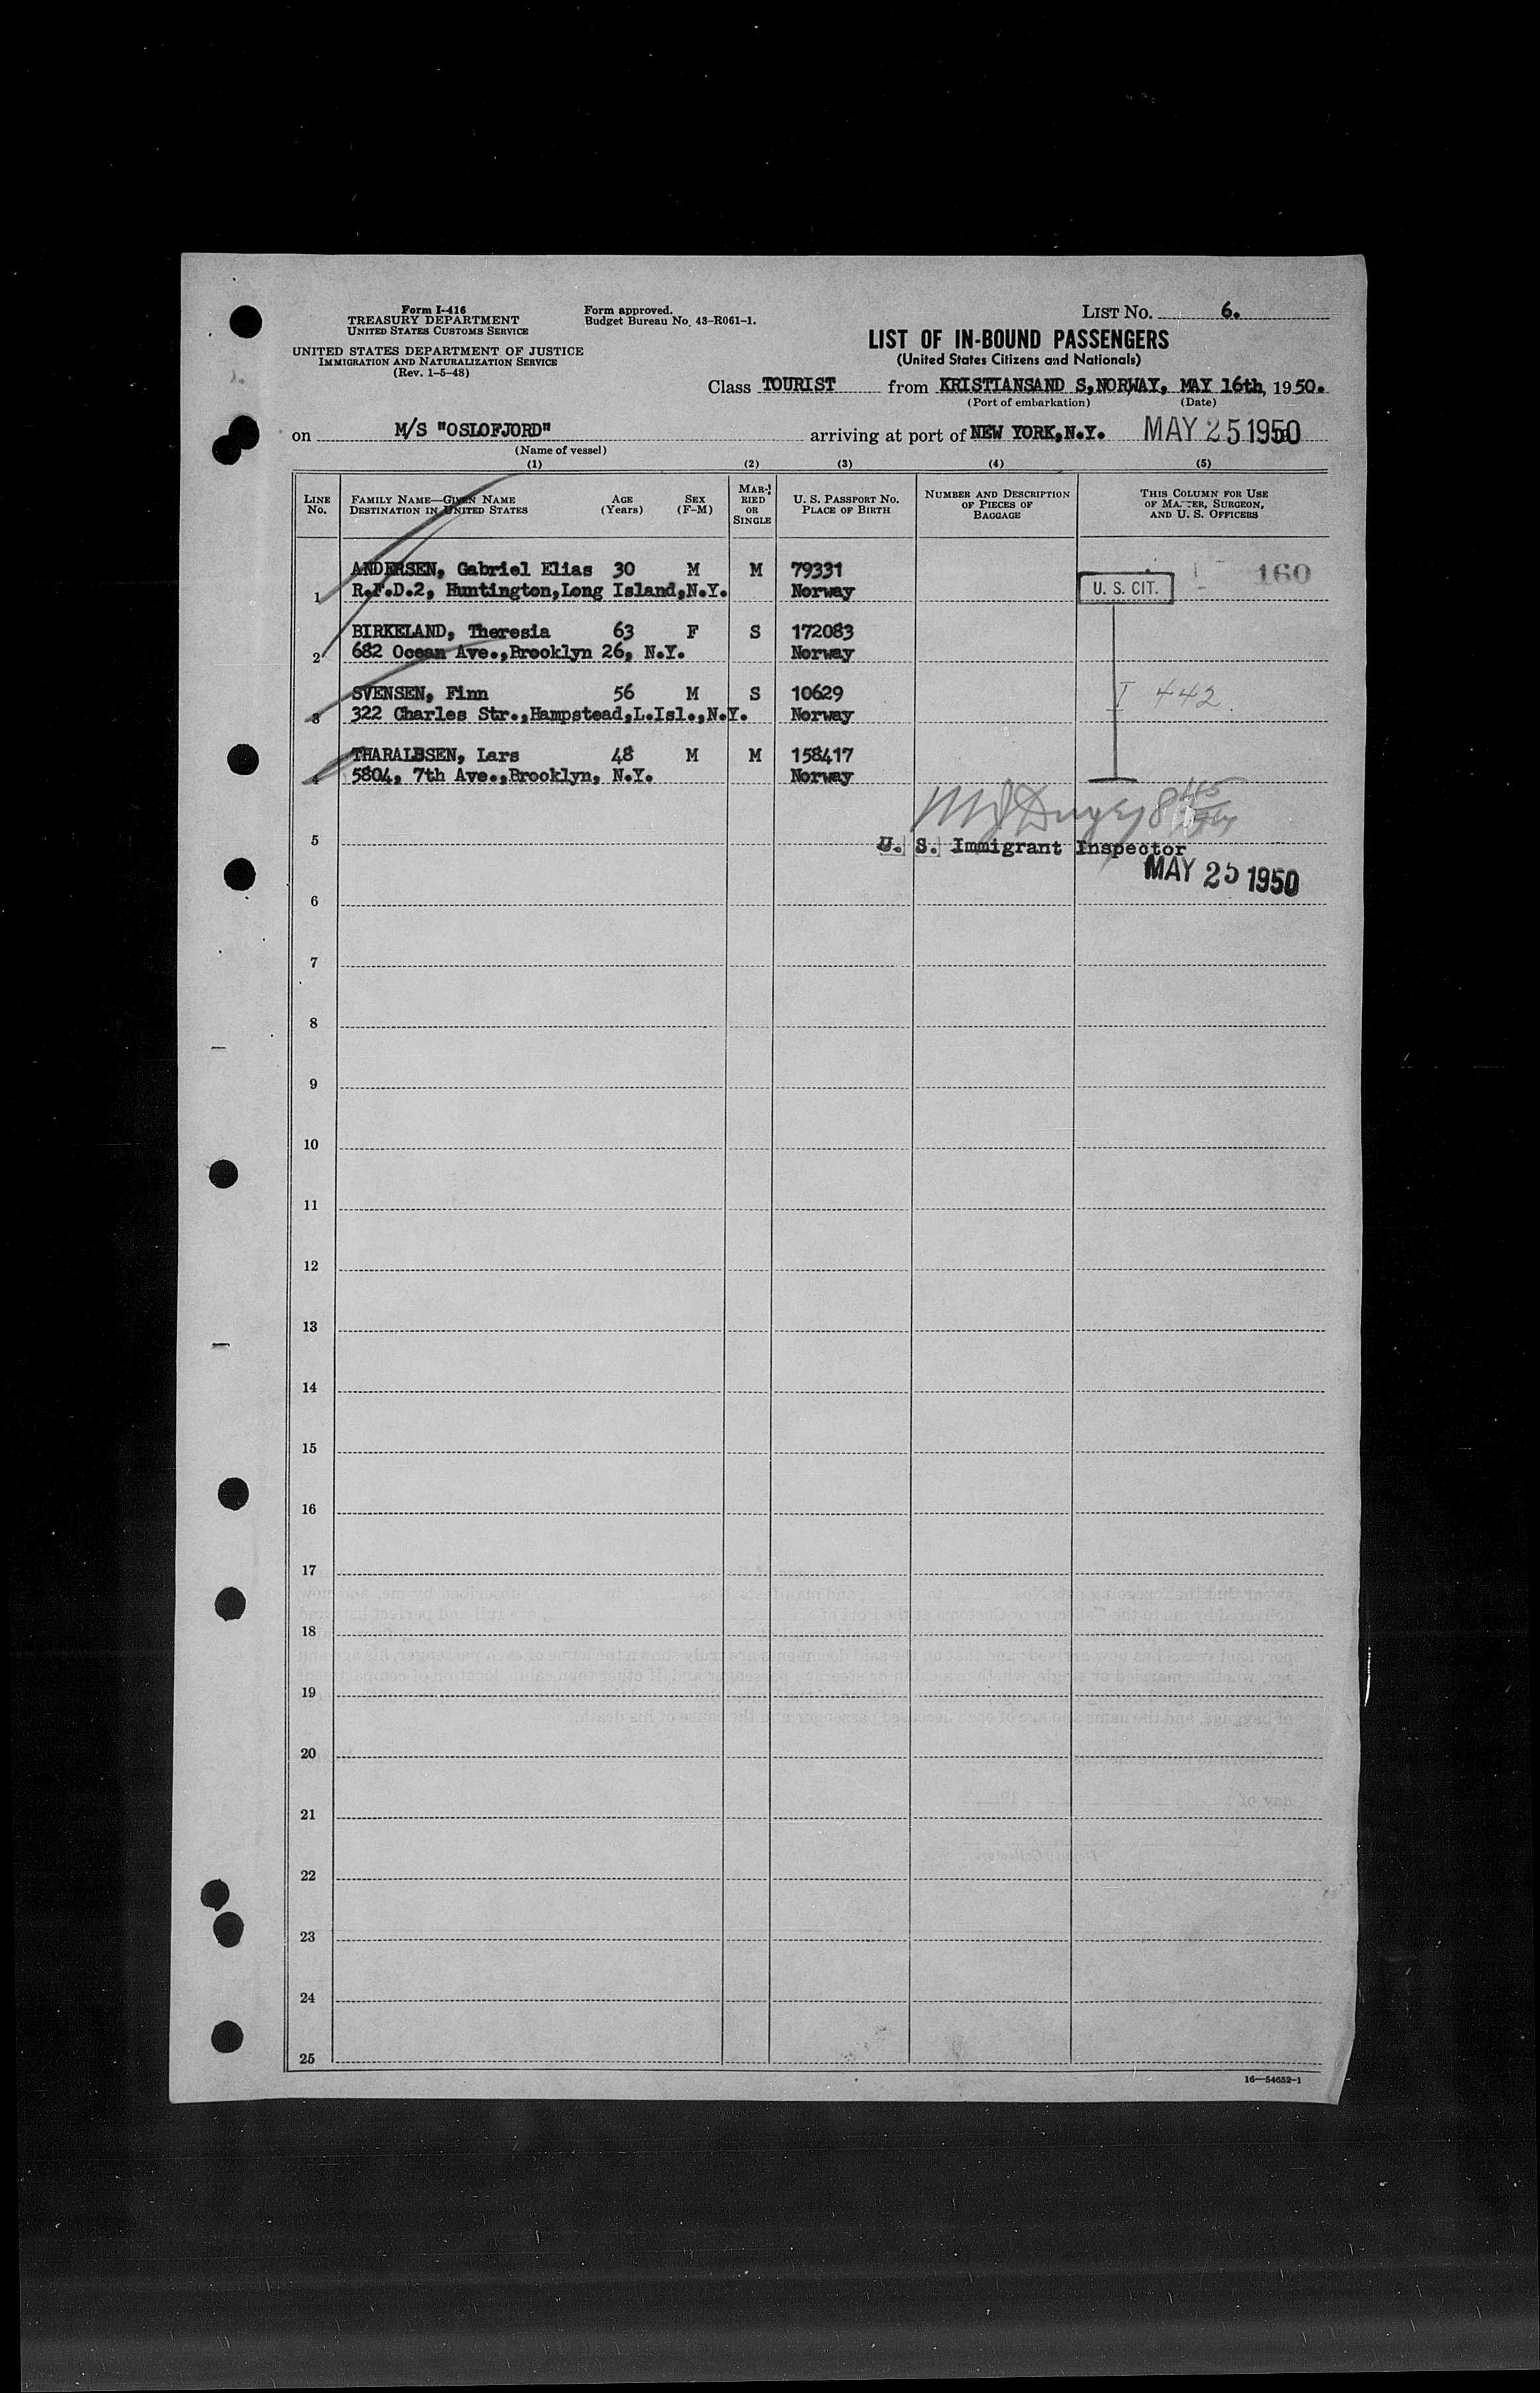 Form I-416
TREASURY DEPARTMENT
UNITED STATES CUSTOMS SERVICE
UNITED STATES DEPARTMENT OF JUSTICE
IMMIGRATION AND NATURALIZATION SERVICE
(Rev. 1-5-48)
Form approved.
Budget Bureau No. 43-R061-1.
LIST NO. 6.
LIST OF IN-BOUND PASSENGERS
(United States Citizens and Nationals)
Class TOURIST from KRISTIANSAND S, NORWAY, MAY 16th, 1950.
(Port of embarkation) (Date)
on M/S "OSLOFJORD" arriving at port of NEW YORK, N.Y. MAY 25 1950
(Name of vessel)
(1) (2) (3) (4) (5)
LINE NO. FAMILY NAME—GIVEN NAME DESTINATION IN UNITED STATES AGE (Years) SEX (F-M) MARRIED OR SINGLE U. S. PASSPORT NO. PLACE OF BIRTH NUMBER AND DESCRIPTION OF PIECES OF BAGGAGE THIS COLUMN FOR USE OF MASTER, SURGEON, AND U. S. OFFICERS
ANDERSEN, Gabriel Elias 30 M M 79331 160
1 R.F.D.2, Huntington, Long Island, N.Y. Norway U. S. CIT.
BIRKELAND, Theresia 63 F S 172083
2 682 Ocean Ave., Brooklyn 26, N.Y. Norway
SVENSEN, Finn 56 M S 10629 I 442
3 322 Charles Str., Hampstead, L.Isl., N.Y. Norway
THARALDSEN, Lars 48 M M 158417
4 5804, 7th Ave., Brooklyn, N.Y. Norway
5 U. S. Immigrant Inspector
MAY 25 1950
6
7
8
9
10
11
12
13
14
15
16
17
18
19
20
21
22
23
24
25
16—54652-1